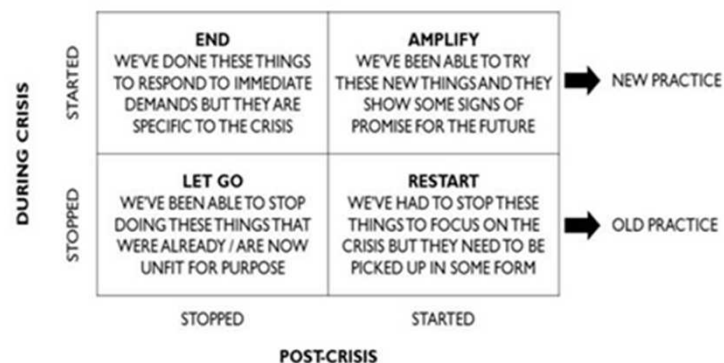 DURING CRISIS
STARTED
END
WE'VE DONE THESE THINGS
TO RESPOND TO IMMEDIATE
DEMANDS BUT THEY ARE
SPECIFIC TO THE CRISIS
AMPLIFY
WE'VE BEEN ABLE TO TRY
THESE NEW THINGS AND THEY
SHOW SOME SIGNS OF
PROMISE FOR THE FUTURE
NEW PRACTICE
STOPPED
LET GO
WE'VE BEEN ABLE TO STOP
DOING THESE THINGS THAT
WERE ALREADY / ARE NOW
UNFIT FOR PURPOSE
RESTART
WE'VE HAD TO STOP THESE
THINGS TO FOCUS ON THE
CRISIS BUT THEY NEED TO BE
PICKED UP IN SOME FORM
OLD PRACTICE
STOPPED
STARTED
POST-CRISIS